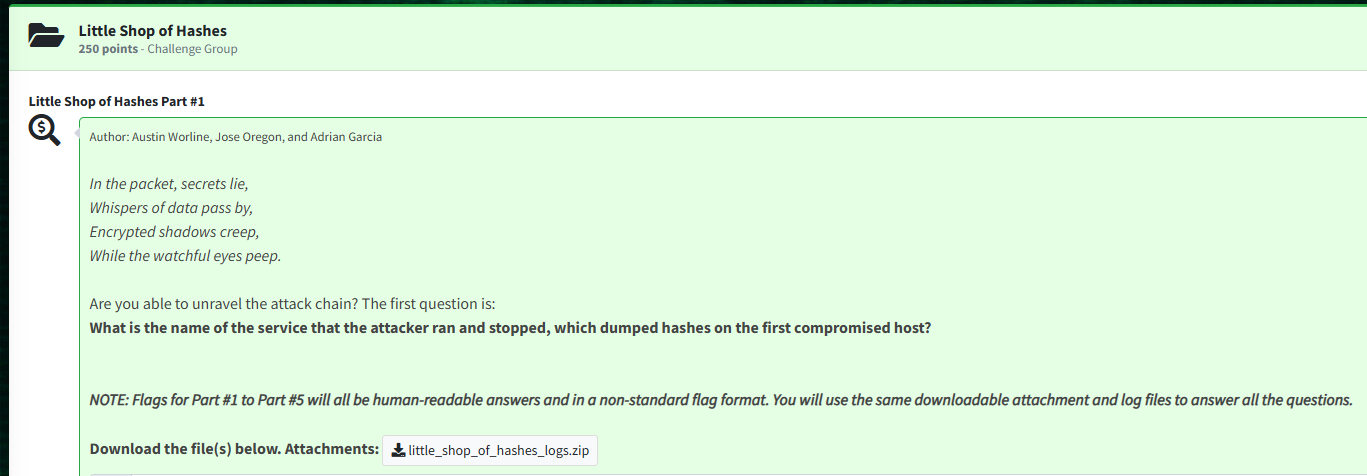 Little Shop of Hashes
250 points - Challenge Group
Little Shop of Hashes Part #1
Author: Austin Worline, Jose Oregon, and Adrian Garcia
In the packet, secrets lie,
Whispers of data pass by,
Encrypted shadows creep,
While the watchful eyes peep.
Are you able to unravel the attack chain? The first question is:
What is the name of the service that the attacker ran and stopped, which dumped hashes on the first compromised host?
NOTE: Flags for Part #1 to Part #5 will all be human-readable answers and in a non-standard flag format. You will use the same downloadable attachment and log files to answer all the questions.
Download the file(s) below. Attachments: little_shop_of_hashes_logs.zip